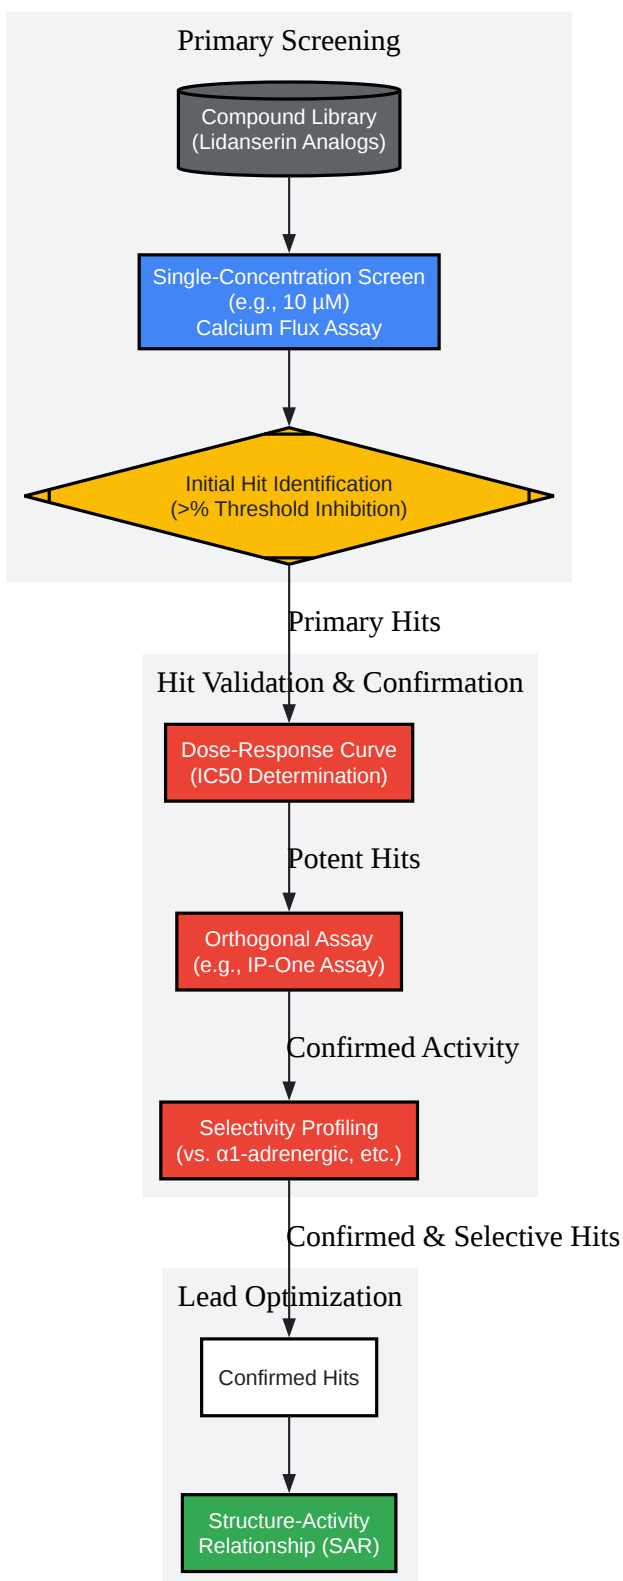 Primary Screening
Compound Library
(Lidanserin Analogs)
Single-Concentration Screen
(e.g., 10 µM)
Calcium Flux Assay
Initial Hit Identification
(>% Threshold Inhibition)
Primary Hits
Hit Validation & Confirmation
Dose-Response Curve
(IC50 Determination)
Potent Hits
Orthogonal Assay
(e.g., IP-One Assay)
Confirmed Activity
Selectivity Profiling
(vs. α1-adrenergic, etc.)
Confirmed & Selective Hits
Lead Optimization
Confirmed Hits
Structure-Activity
Relationship (SAR)